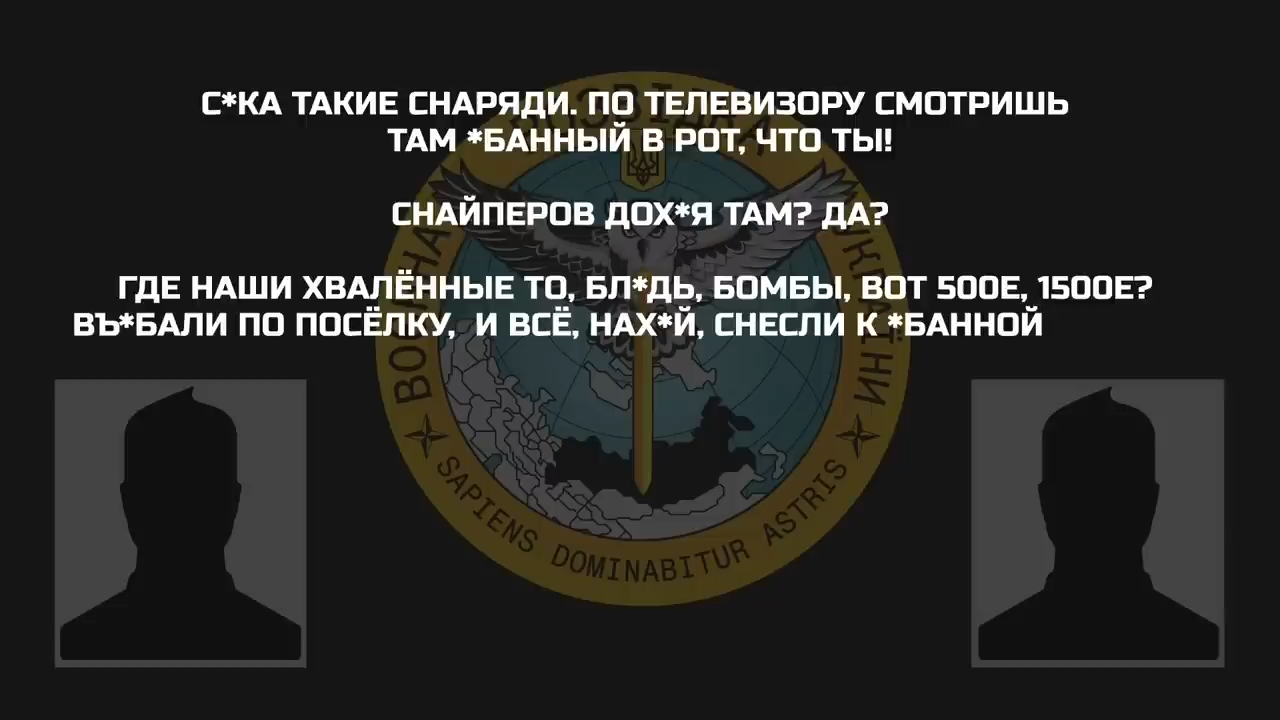 С*КА ТАКИЕ СНАРЯДИ. ПО ТЕЛЕВИЗОРУ СМОТРИШЬ
ТАМ *БАННЫЙ В РОТ, ЧТО ТЫ!
СНАЙПЕРОВ ДОХ*Я ТАМ? ДА?
ГДЕ НАШИ ХВАЛЁННЫЕ ТО, БЛ*ДЬ, БОМБЫ, ВОТ 500Е, 1500Е?
ВЪ*БАЛИ ПО ПОСЁЛКУ, И ВСЁ, НАХ*Й, СНЕСЛИ К *БАННОЙ
SAPIENS DOMINABITUR ASTRIS